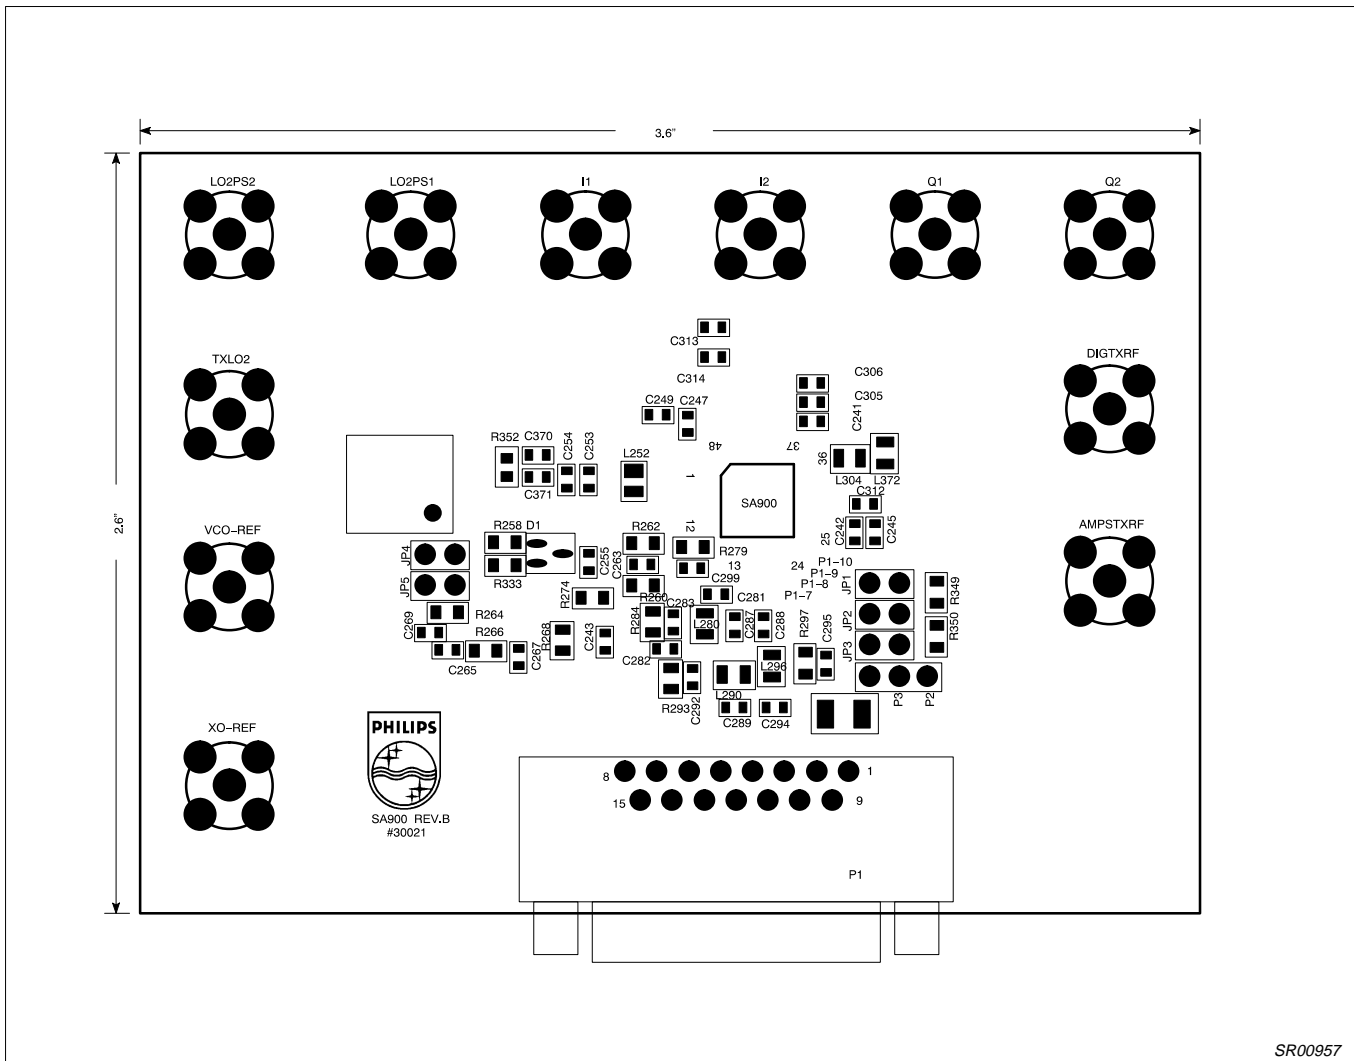 3.6"
LO2PS2
LO2PS1
I1
I2
Q1
Q2
C313
C314
TXLO2
DIGTXRF
C306
C305
C241
C249
C247
48
37
R352
C370
C254
C253
L252
36
C371
1
L304
L372
C312
SA900
2.6"
VCO-REF
R258
D1
R262
12
R279
25
C242
C245
AMPSTXRF
JP4
JP5
R333
C255
C263
13
24
P1-10
P1-9
P1-8
P1-7
C299
JP1
R349
R274
R260
C283
C281
R264
C269
R266
R268
C243
R284
L280
C287
C288
R297
C295
JP2
R350
JP3
C265
C267
C282
L296
R293
C292
L290
C289
C294
P3
P2
XO-REF
PHILIPS
SA900 REV.B
#30021
8
1
15
9
P1
SR00957